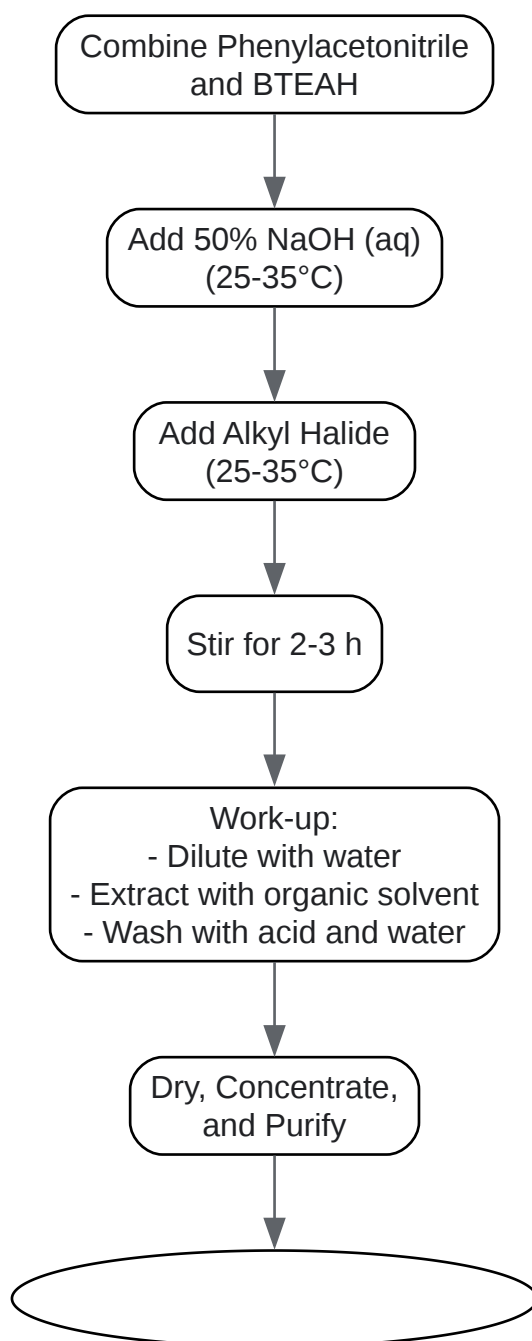 Combine Phenylacetonitrile
and BTEAH
Add 50% NaOH (aq)
(25-35°C)
Add Alkyl Halide
(25-35°C)
Stir for 2-3 h
Work-up:
- Dilute with water
- Extract with organic solvent
- Wash with acid and water
Dry, Concentrate,
and Purify